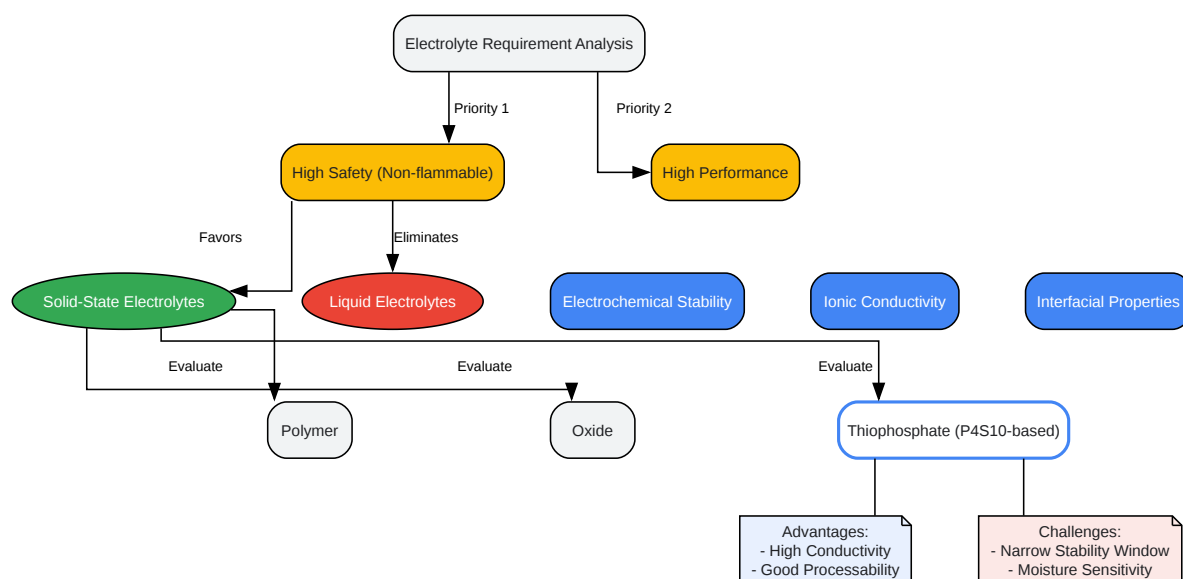 Electrolyte Requirement Analysis
Priority 1
Priority 2
High Safety (Non-flammable)
High Performance
Favors
Eliminates
Solid-State Electrolytes
Liquid Electrolytes
Electrochemical Stability
Ionic Conductivity
Interfacial Properties
Evaluate
Evaluate
Evaluate
Polymer
Oxide
Thiophosphate (P4S10-based)
Advantages:
- High Conductivity
- Good Processability
Challenges:
- Narrow Stability Window
- Moisture Sensitivity